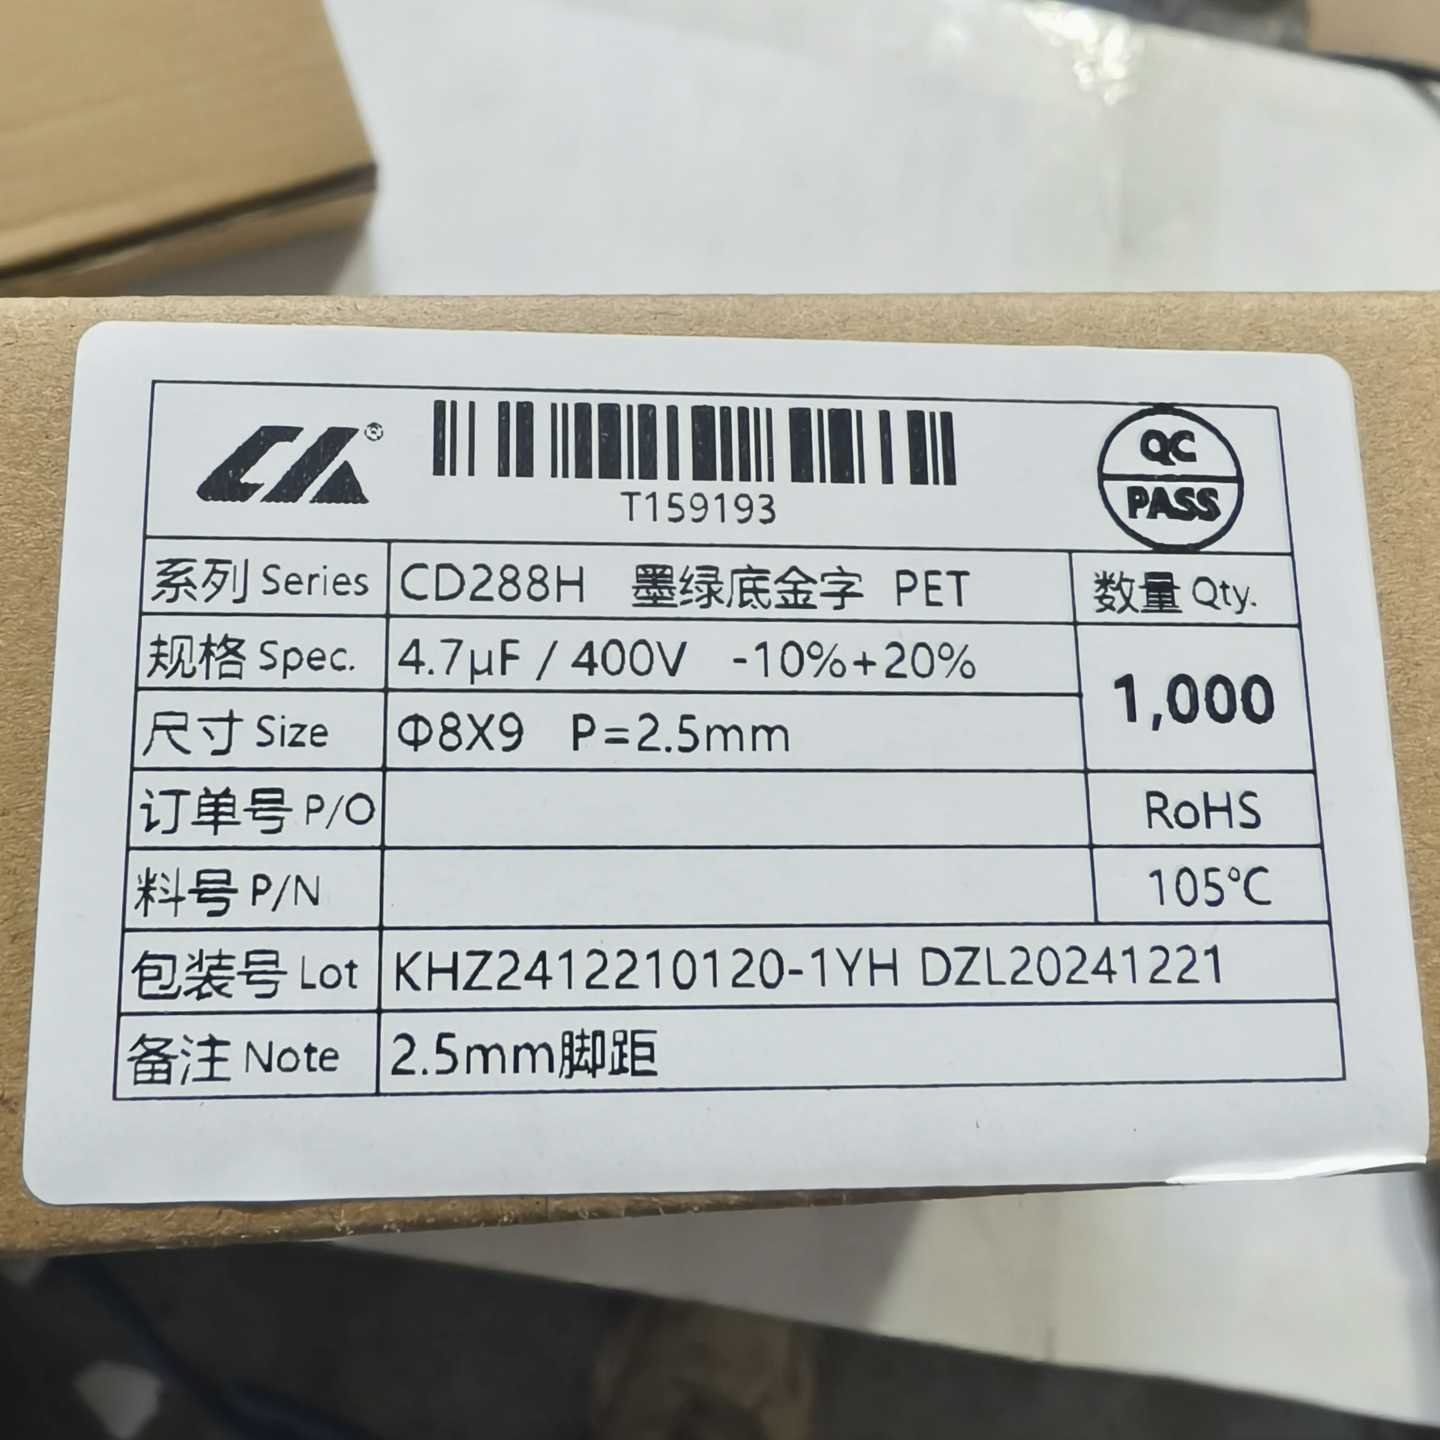 CA®
T159193
QC
PASS
系列 Series CD288H 墨绿底金字 PET 数量 Qty.
规格 Spec. 4.7μF / 400V -10%+20%
1,000
尺寸 Size Φ8X9 P=2.5mm
订单号 P/O RoHS
料号 P/N 105℃
包装号 Lot KHZ2412210120-1YH DZL20241221
备注 Note 2.5mm脚距